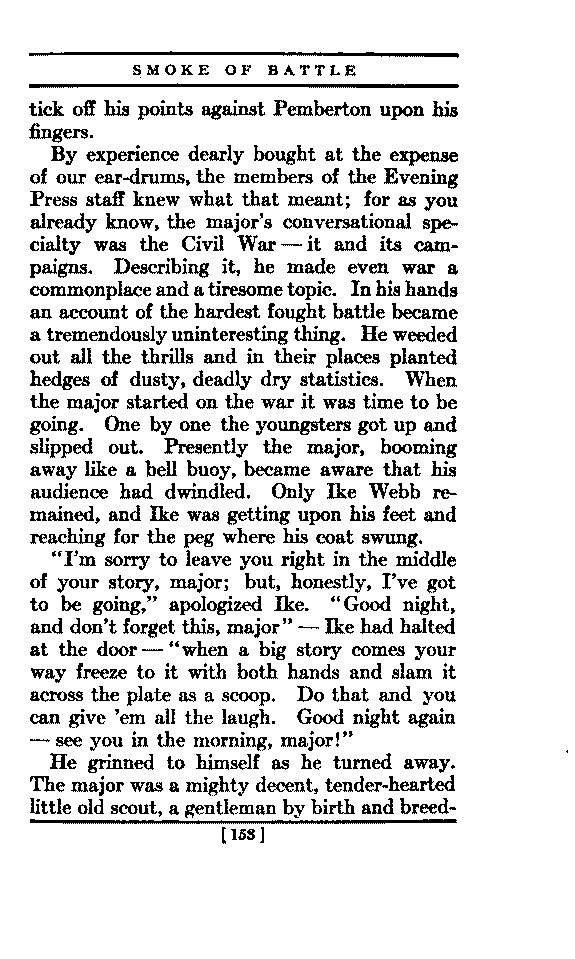 SMOKE OF BATTLE
tick off his points against Pemberton upon his
fingers.
By experience dearly bought at the expense
of our ear-drums, the members of the Evening
Press staff knew what that meant; for as you
already know, the major's conversational spe-
cialty was the Civil War — it and its cam-
paigns. Describing it, he made even war a
commonplace and a tiresome topic. In his hands
an account of the hardest fought battle became
a tremendously uninteresting thing. He weeded
out all the thrills and in their places planted
hedges of dusty, deadly dry statistics. When
the major started on the war it was time to be
going. One by one the youngsters got up and
slipped out. Presently the major, booming
away like a bell buoy, became aware that his
audience had dwindled. Only Ike Webb re-
mained, and Ike was getting upon his feet and
reaching for the peg where his coat swung.
"I'm sorry to leave you right in the middle
of your story, major; but, honestly, I've got
to be going," apologized Ike. "Good night,
and don't forget this, major" — Ike had halted
at the door — "when a big story comes your
way freeze to it with both hands and slam it
across the plate as a scoop. Do that and you
can give 'em all the laugh. Good night again
— see you in the morning, major!"
He grinned to himself as he turned away.
The major was a mighty decent, tender-hearted
little old scout, a gentleman by birth and breed-
[ 153 ]